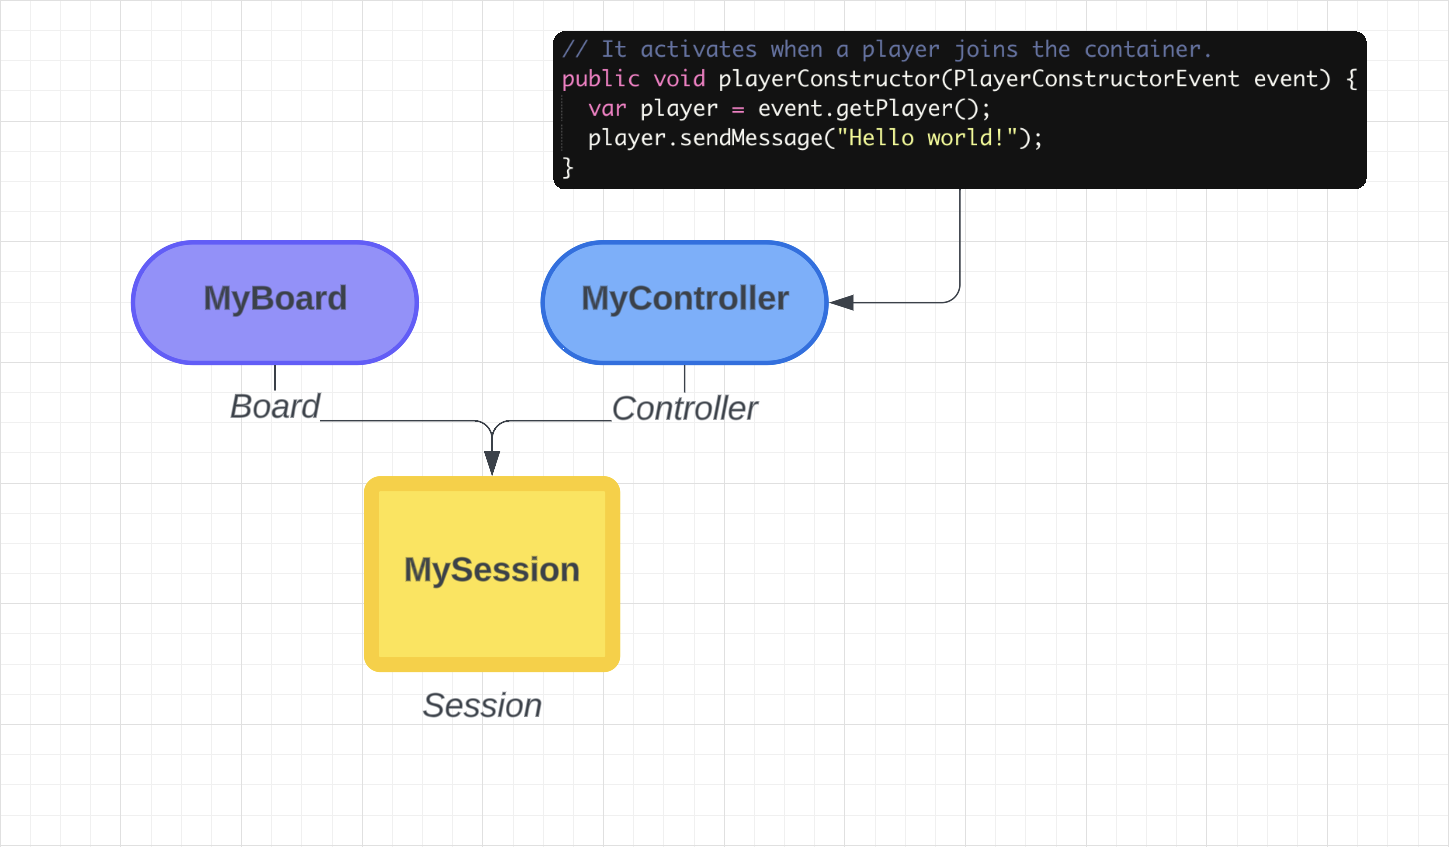 // It activates when a player joins the container.
public void playerConstructor(PlayerConstructorEvent event) {
  var player = event.getPlayer();
  player.sendMessage("Hello world!");
}
MyBoard
MyController
Board
Controller
MySession
Session